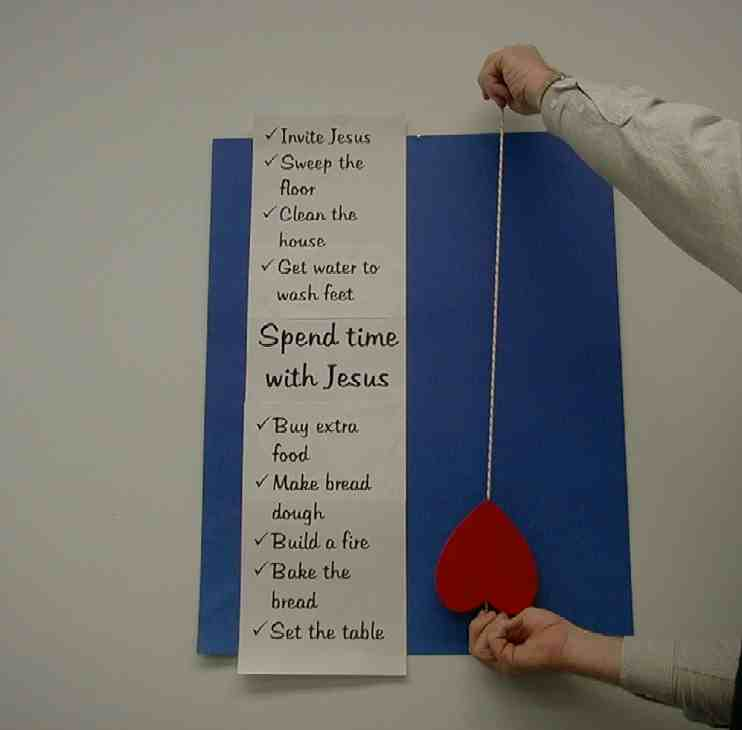 ✓ Invite Jesus
✓ Sweep the
floor
✓ Clean the
house
✓ Get water to
wash feet
Spend time
with Jesus
✓ Buy extra
food
✓ Make bread
dough
✓ Build a fire
✓ Bake the
bread
✓ Set the table